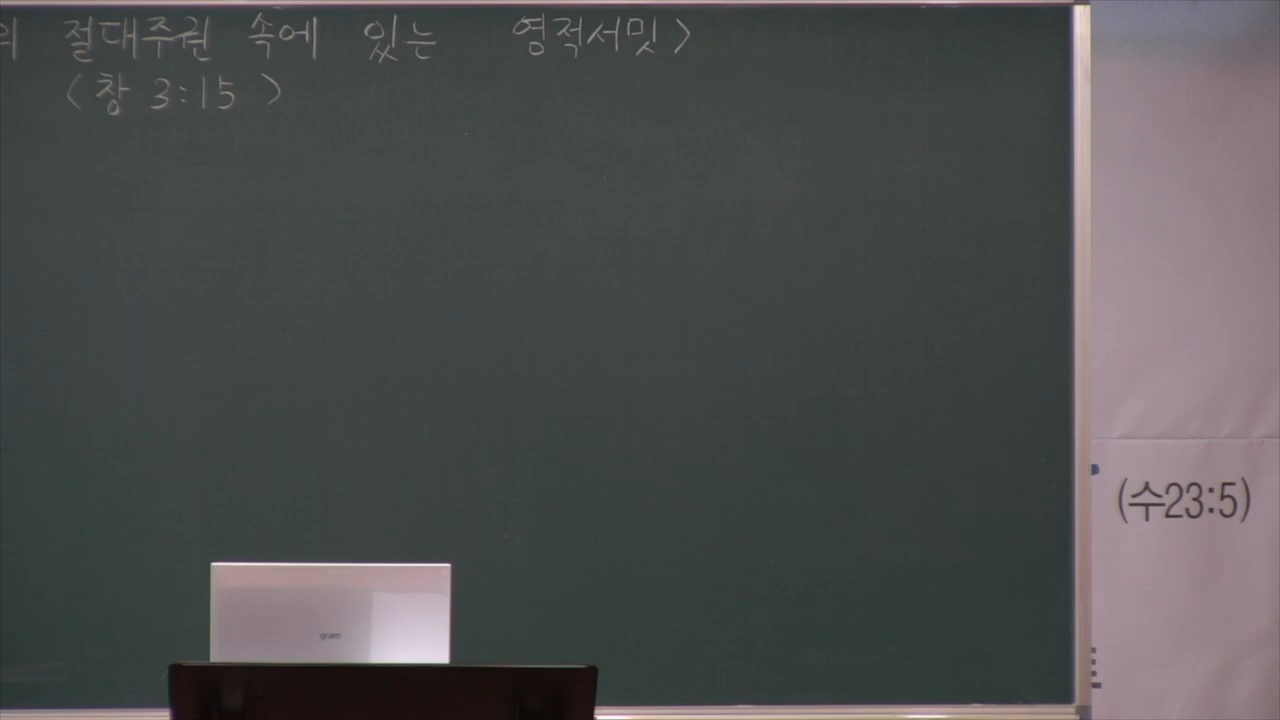 의 절대주권 속에 있는 영적서밋>
<창 3:15>
(수23:5)
gram